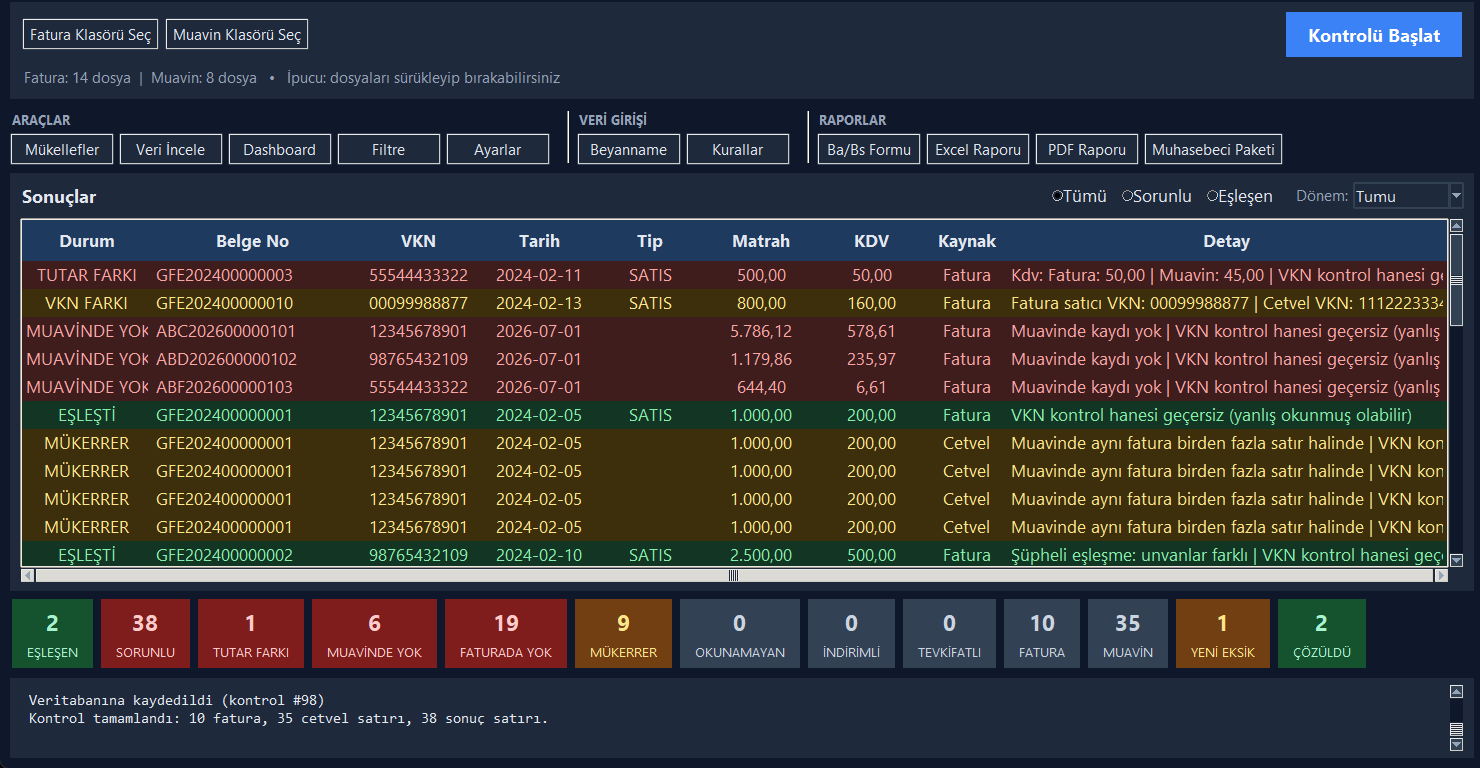 Fatura Klasörü Seç Muavin Klasörü Seç Kontrolü Başlat
Fatura: 14 dosya | Muavin: 8 dosya • İpucu: dosyaları sürükleyip bırakabilirsiniz
ARAÇLAR VERİ GİRİŞİ RAPORLAR
Mükellefler Veri İncele Dashboard Filtre Ayarlar Beyanname Kurallar Ba/Bs Formu Excel Raporu PDF Raporu Muhasebeci Paketi
Sonuçlar Tümü Sorunlu Eşleşen Dönem: Tumu
Durum Belge No VKN Tarih Tip Matrah KDV Kaynak Detay
TUTAR FARKI GFE202400000003 55544433322 2024-02-11 SATIS 500,00 50,00 Fatura Kdv: Fatura: 50,00 | Muavin: 45,00 | VKN kontrol hanesi ge
VKN FARKI GFE202400000010 00099988877 2024-02-13 SATIS 800,00 160,00 Fatura Fatura satıcı VKN: 00099988877 | Cetvel VKN: 1112223334
MUAVİNDE YOK ABC202600000101 12345678901 2026-07-01 5.786,12 578,61 Fatura Muavinde kaydı yok | VKN kontrol hanesi geçersiz (yanlış
MUAVİNDE YOK ABD202600000102 98765432109 2026-07-01 1.179,86 235,97 Fatura Muavinde kaydı yok | VKN kontrol hanesi geçersiz (yanlış
MUAVİNDE YOK ABF202600000103 55544433322 2026-07-01 644,40 6,61 Fatura Muavinde kaydı yok | VKN kontrol hanesi geçersiz (yanlış
EŞLEŞTİ GFE202400000001 12345678901 2024-02-05 SATIS 1.000,00 200,00 Fatura VKN kontrol hanesi geçersiz (yanlış okunmuş olabilir)
MÜKERRER GFE202400000001 12345678901 2024-02-05 1.000,00 200,00 Cetvel Muavinde aynı fatura birden fazla satır halinde | VKN kon
MÜKERRER GFE202400000001 12345678901 2024-02-05 1.000,00 200,00 Cetvel Muavinde aynı fatura birden fazla satır halinde | VKN kon
MÜKERRER GFE202400000001 12345678901 2024-02-05 1.000,00 200,00 Cetvel Muavinde aynı fatura birden fazla satır halinde | VKN kon
MÜKERRER GFE202400000001 12345678901 2024-02-05 1.000,00 200,00 Cetvel Muavinde aynı fatura birden fazla satır halinde | VKN kon
EŞLEŞTİ GFE202400000002 98765432109 2024-02-10 SATIS 2.500,00 500,00 Fatura Şüpheli eşleşme: unvanlar farklı | VKN kontrol hanesi geç
2 38 1 6 19 9 0 0 0 10 35 1 2
EŞLEŞEN SORUNLU TUTAR FARKI MUAVİNDE YOK FATURADA YOK MÜKERRER OKUNAMAYAN İNDİRİMLİ TEVKİFATLI FATURA MUAVİN YENİ EKSİK ÇÖZÜLDÜ
Veritabanına kaydedildi (kontrol #98)
Kontrol tamamlandı: 10 fatura, 35 cetvel satırı, 38 sonuç satırı.